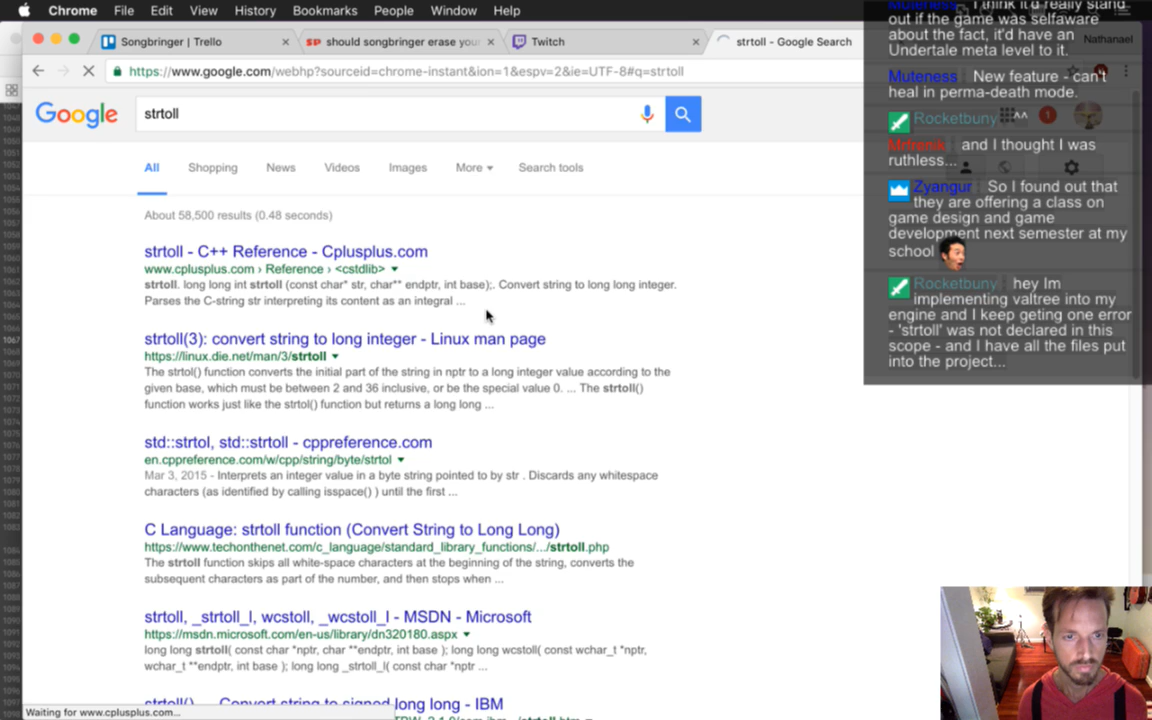 Chrome File Edit View History Bookmarks People Window Help
Songbringer | Trello
should songbringer erase your
Twitch
strtoll - Google Search
Nathanael
https://www.google.com/webhp?sourceid=chrome-instant&ion=1&espv=2&ie=UTF-8#q=strtoll
Google
strtoll
All Shopping News Videos Images More Search tools
About 58,500 results (0.48 seconds)
strtoll - C++ Reference - Cplusplus.com
www.cplusplus.com › Reference › <cstdlib>
strtoll. long long int strtoll (const char* str, char** endptr, int base);. Convert string to long long integer.
Parses the C-string str interpreting its content as an integral ...
strtoll(3): convert string to long integer - Linux man page
https://linux.die.net/man/3/strtoll
The strtol() function converts the initial part of the string in nptr to a long integer value according to the
given base, which must be between 2 and 36 inclusive, or be the special value 0. ... The strtoll()
function works just like the strtol() function but returns a long long ...
std::strtol, std::strtoll - cppreference.com
en.cppreference.com/w/cpp/string/byte/strtol
Mar 3, 2015 - Interprets an integer value in a byte string pointed to by str . Discards any whitespace
characters (as identified by calling isspace() ) until the first ...
C Language: strtoll function (Convert String to Long Long)
https://www.techonthenet.com/c_language/standard_library_functions/.../strtoll.php
The strtoll function skips all white-space characters at the beginning of the string, converts the
subsequent characters as part of the number, and then stops when ...
strtoll, _strtoll_l, wcstoll, _wcstoll_l - MSDN - Microsoft
https://msdn.microsoft.com/en-us/library/dn320180.aspx
long long strtoll( const char *nptr, char **endptr, int base ); long long wcstoll( const wchar_t *nptr,
wchar_t **endptr, int base ); long long _strtoll_l( const char *nptr ...
strtoll() — Convert string to signed long long - IBM
Waiting for www.cplusplus.com...
Muteness I think it'd really stand
out if the game was selfaware
about the fact, it'd have an
Undertale meta level to it.
Muteness New feature - can't
heal in perma-death mode.
Rocketbuny ^^
1
and I thought I was
ruthless...
Zyangur So I found out that
they are offering a class on
game design and game
development next semester at my
school
Rocketbuny hey Im
implementing valtree into my
engine and I keep geting one error
- 'strtoll' was not declared in this
scope - and I have all the files put
into the project...